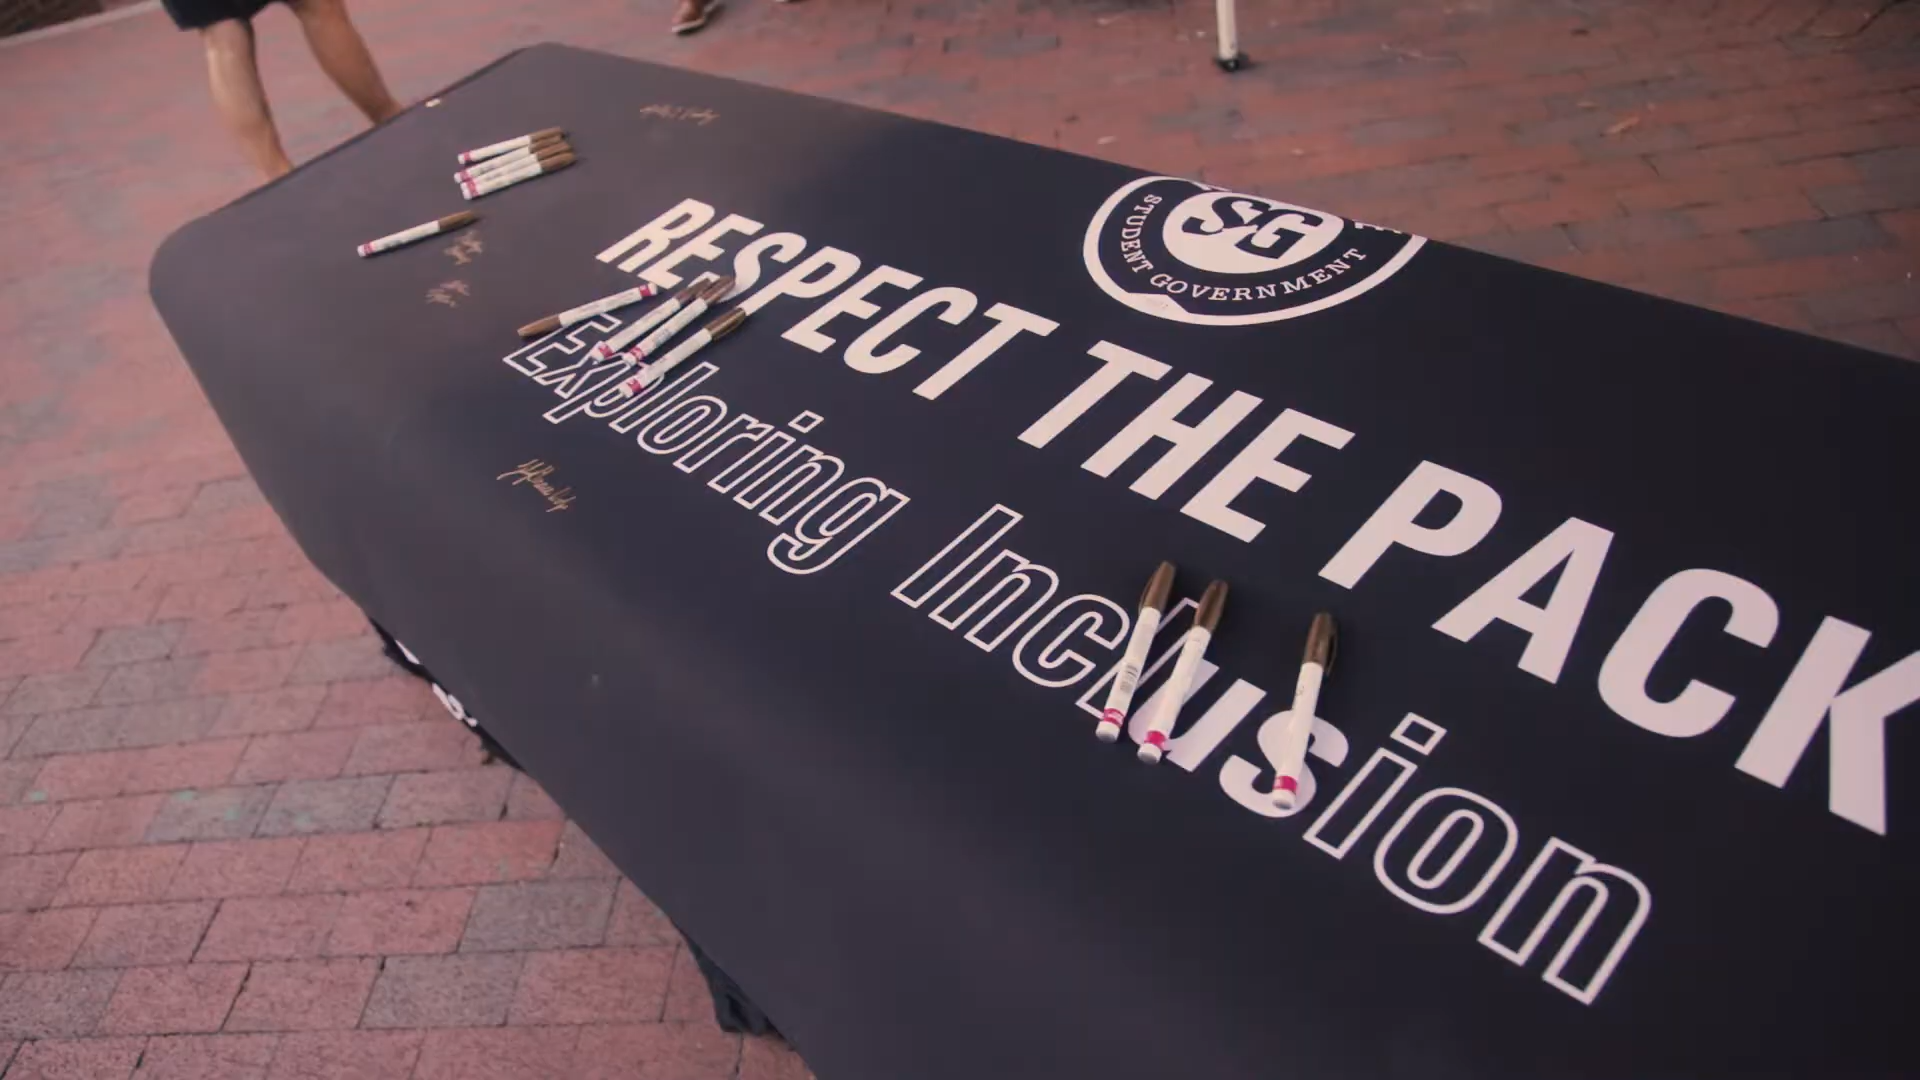 SG
STUDENT GOVERNMENT
RESPECT THE PACK
Exploring Inclusion